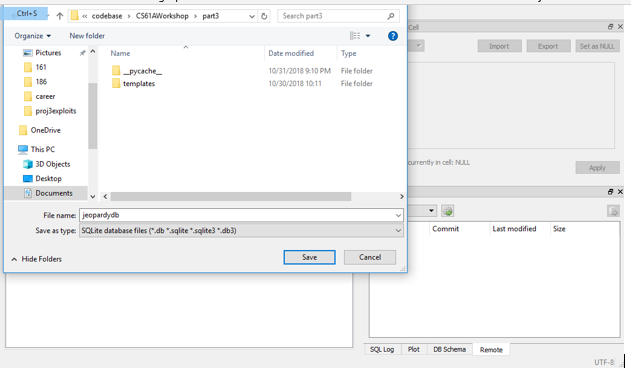 Ctrl+S
« codebase › CS61AWorkshop › part3
Search part3
Cell
Organize
New folder
Import
Export
Set as NULL
Pictures
161
186
career
proj3exploits
OneDrive
This PC
3D Objects
Desktop
Documents
Name
Date modified
Type
__pycache__
10/31/2018 9:10 PM
File folder
templates
10/30/2018 10:11
File folder
currently in cell: NULL
Apply
File name:
jeopardydb
Save as type:
SQLite database files (*.db *.sqlite *.sqlite3 *.db3)
Commit
Last modified
Size
Hide Folders
Save
Cancel
SQL Log
Plot
DB Schema
Remote
UTF-8